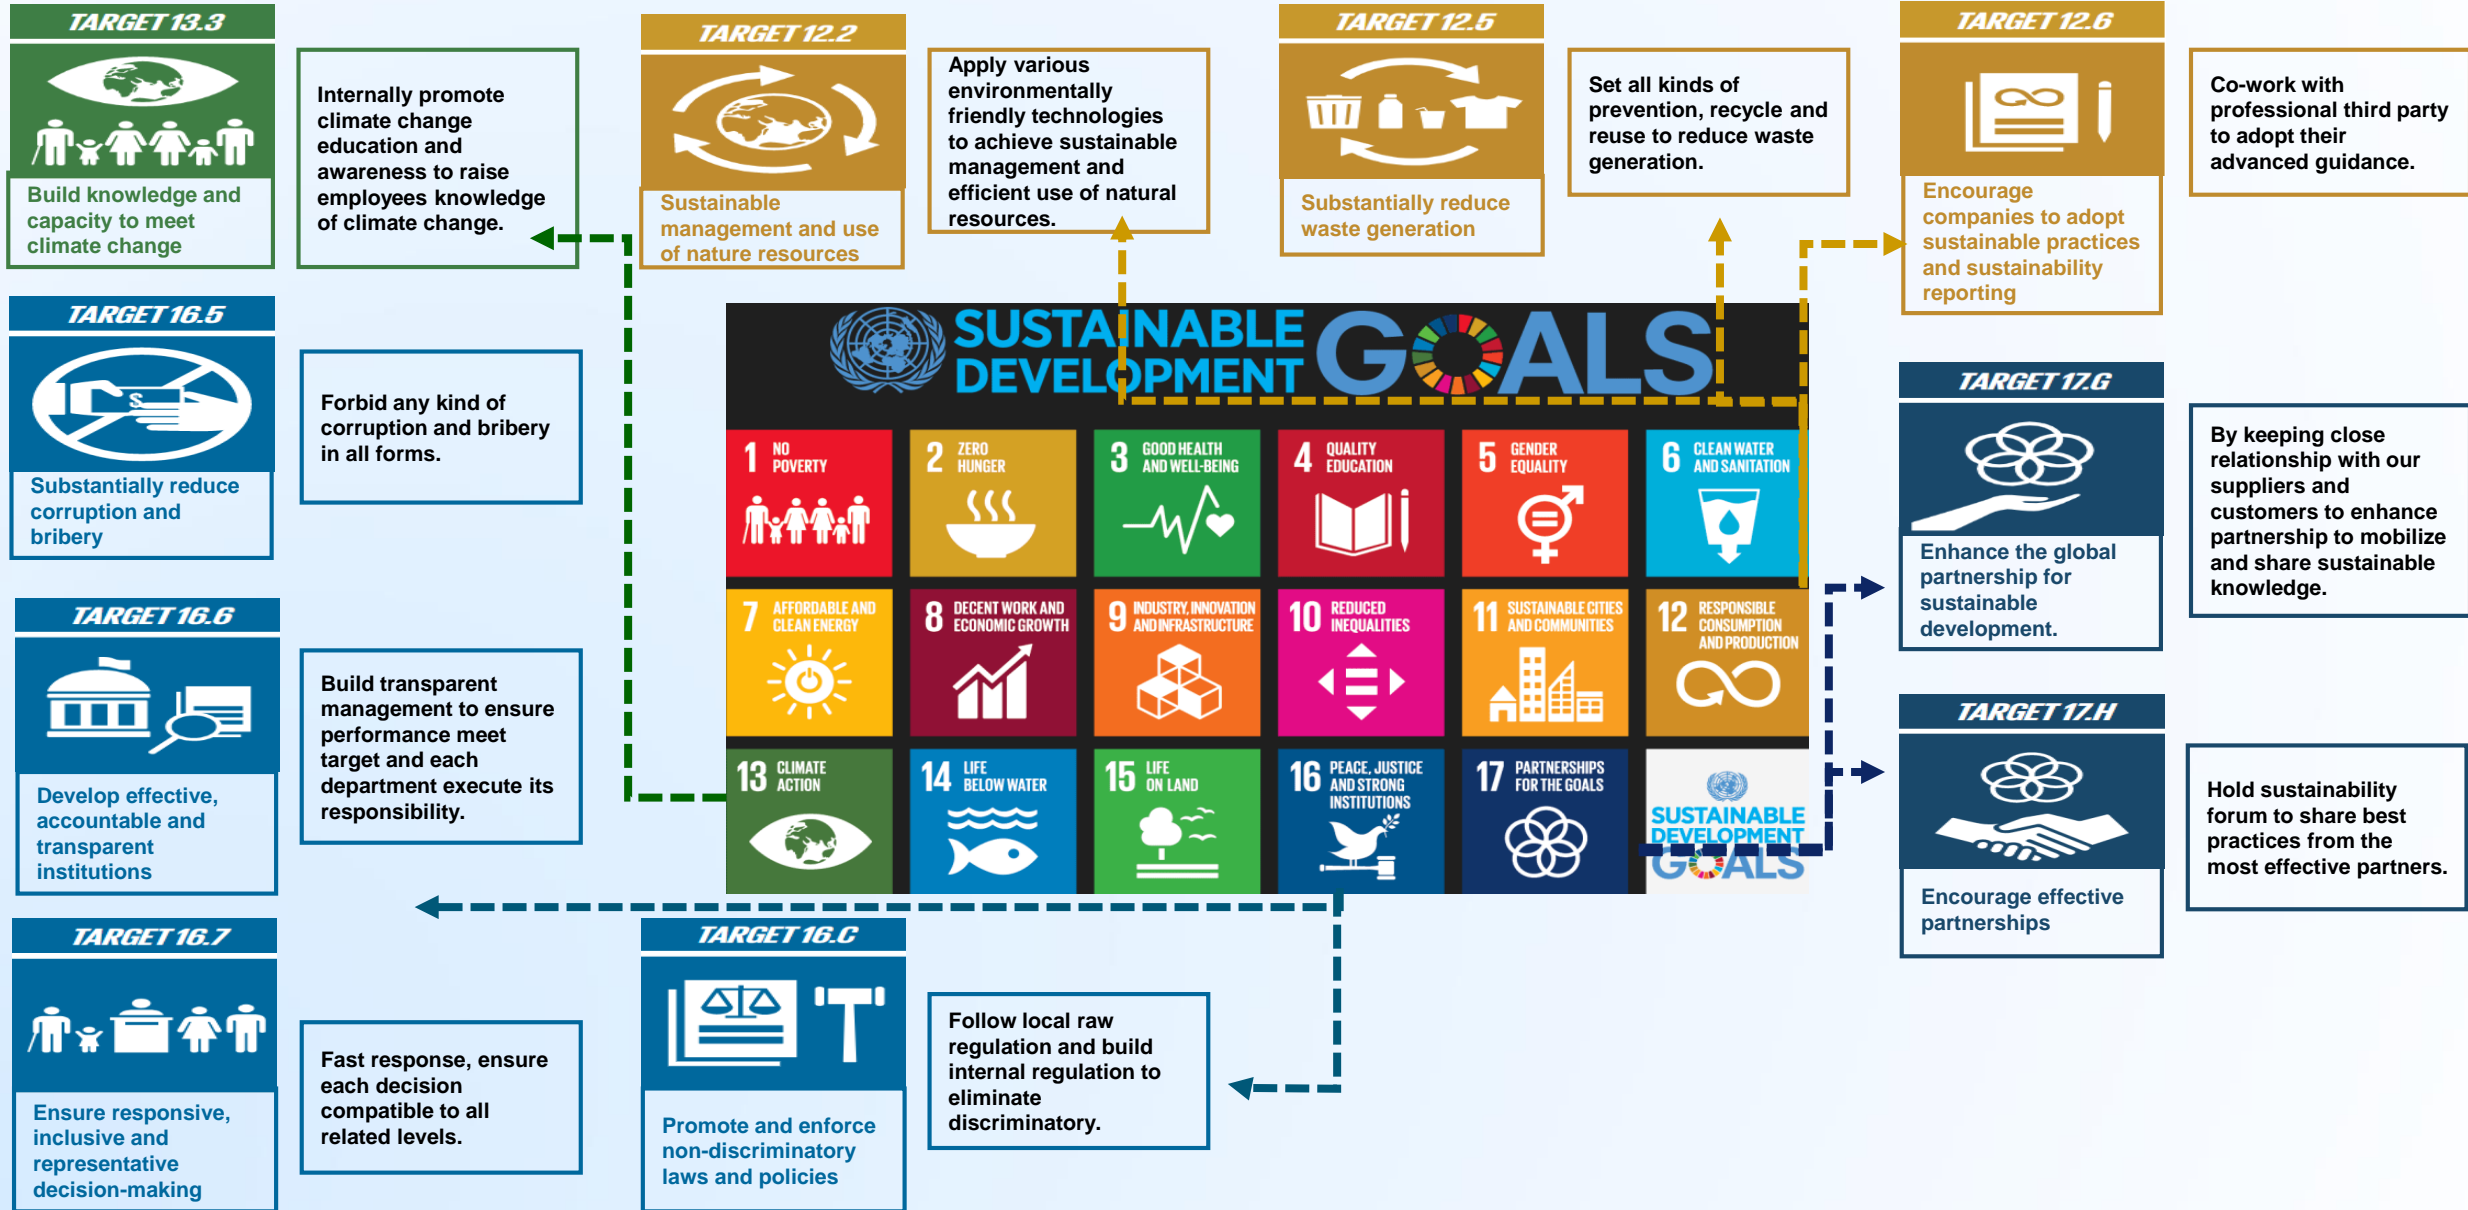 TARGET 13.3
Build knowledge and
capacity to meet
climate change
Internally promote
climate change
education and
awareness to raise
employees knowledge
of climate change.
TARGET 12.2
Sustainable
management and use
of nature resources
Apply various
environmentally
friendly technologies
to achieve sustainable
management and
efficient use of natural
resources.
TARGET 12.5
Substantially reduce
waste generation
Set all kinds of
prevention, recycle and
reuse to reduce waste
generation.
TARGET 12.6
Encourage
companies to adopt
sustainable practices
and sustainability
reporting
Co-work with
professional third party
to adopt their
advanced guidance.
TARGET 16.5
$
Substantially reduce
corruption and
bribery
Forbid any kind of
corruption and bribery
in all forms.
TARGET 16.6
Develop effective,
accountable and
transparent
institutions
Build transparent
management to ensure
performance meet
target and each
department execute its
responsibility.
TARGET 16.7
Ensure responsive,
inclusive and
representative
decision-making
Fast response, ensure
each decision
compatible to all
related levels.
TARGET 16.C
Promote and enforce
non-discriminatory
laws and policies
Follow local raw
regulation and build
internal regulation to
eliminate
discriminatory.
SUSTAINABLE
DEVELOPMENT
GOALS
1 NO
POVERTY
2 ZERO
HUNGER
3 GOOD HEALTH
AND WELL-BEING
4 QUALITY
EDUCATION
5 GENDER
EQUALITY
6 CLEAN WATER
AND SANITATION
7 AFFORDABLE AND
CLEAN ENERGY
8 DECENT WORK AND
ECONOMIC GROWTH
9 INDUSTRY, INNOVATION
AND INFRASTRUCTURE
10 REDUCED
INEQUALITIES
11 SUSTAINABLE CITIES
AND COMMUNITIES
12 RESPONSIBLE
CONSUMPTION
AND PRODUCTION
13 CLIMATE
ACTION
14 LIFE
BELOW WATER
15 LIFE
ON LAND
16 PEACE, JUSTICE
AND STRONG
INSTITUTIONS
17 PARTNERSHIPS
FOR THE GOALS
SUSTAINABLE
DEVELOPMENT
GOALS
TARGET 17.G
Enhance the global
partnership for
sustainable
development.
By keeping close
relationship with our
suppliers and
customers to enhance
partnership to mobilize
and share sustainable
knowledge.
TARGET 17.H
Encourage effective
partnerships
Hold sustainability
forum to share best
practices from the
most effective partners.